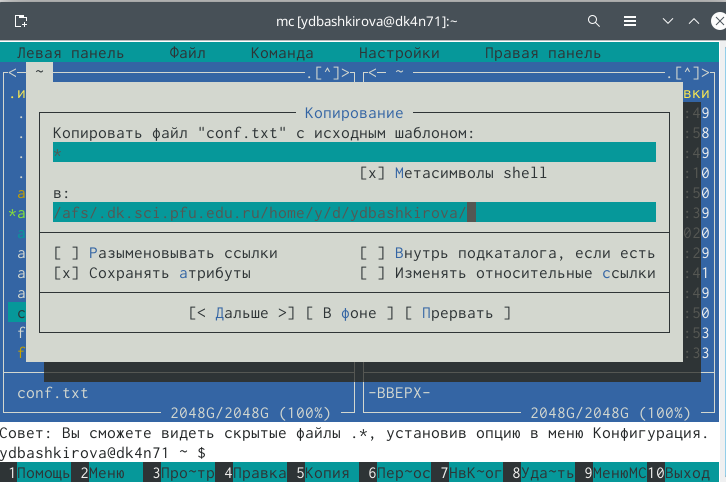 mc [ydbashkirova@dk4n71]:~
Левая панель Файл Команда Настройки Правая панель
<— ~ .[^]> <— ~ .[^]>
.и вки
Копирование
Копировать файл "conf.txt" с исходным шаблоном:
*
[x] Метасимволы shell
в:
/afs/.dk.sci.pfu.edu.ru/home/y/d/ydbashkirova/
[ ] Разыменовывать ссылки [ ] Внутрь подкаталога, если есть
[x] Сохранять атрибуты [ ] Изменять относительные ссылки
[< Дальше >] [ В фоне ] [ Прервать ]
conf.txt -ВВЕРХ-
2048G/2048G (100%) 2048G/2048G (100%)
Совет: Вы сможете видеть скрытые файлы .*, установив опцию в меню Конфигурация.
ydbashkirova@dk4n71 ~ $
1Помощь 2Меню 3Про~тр 4Правка 5Копия 6Пер~ос 7НвК~ог 8Уда~ть 9МенюМС 10Выход